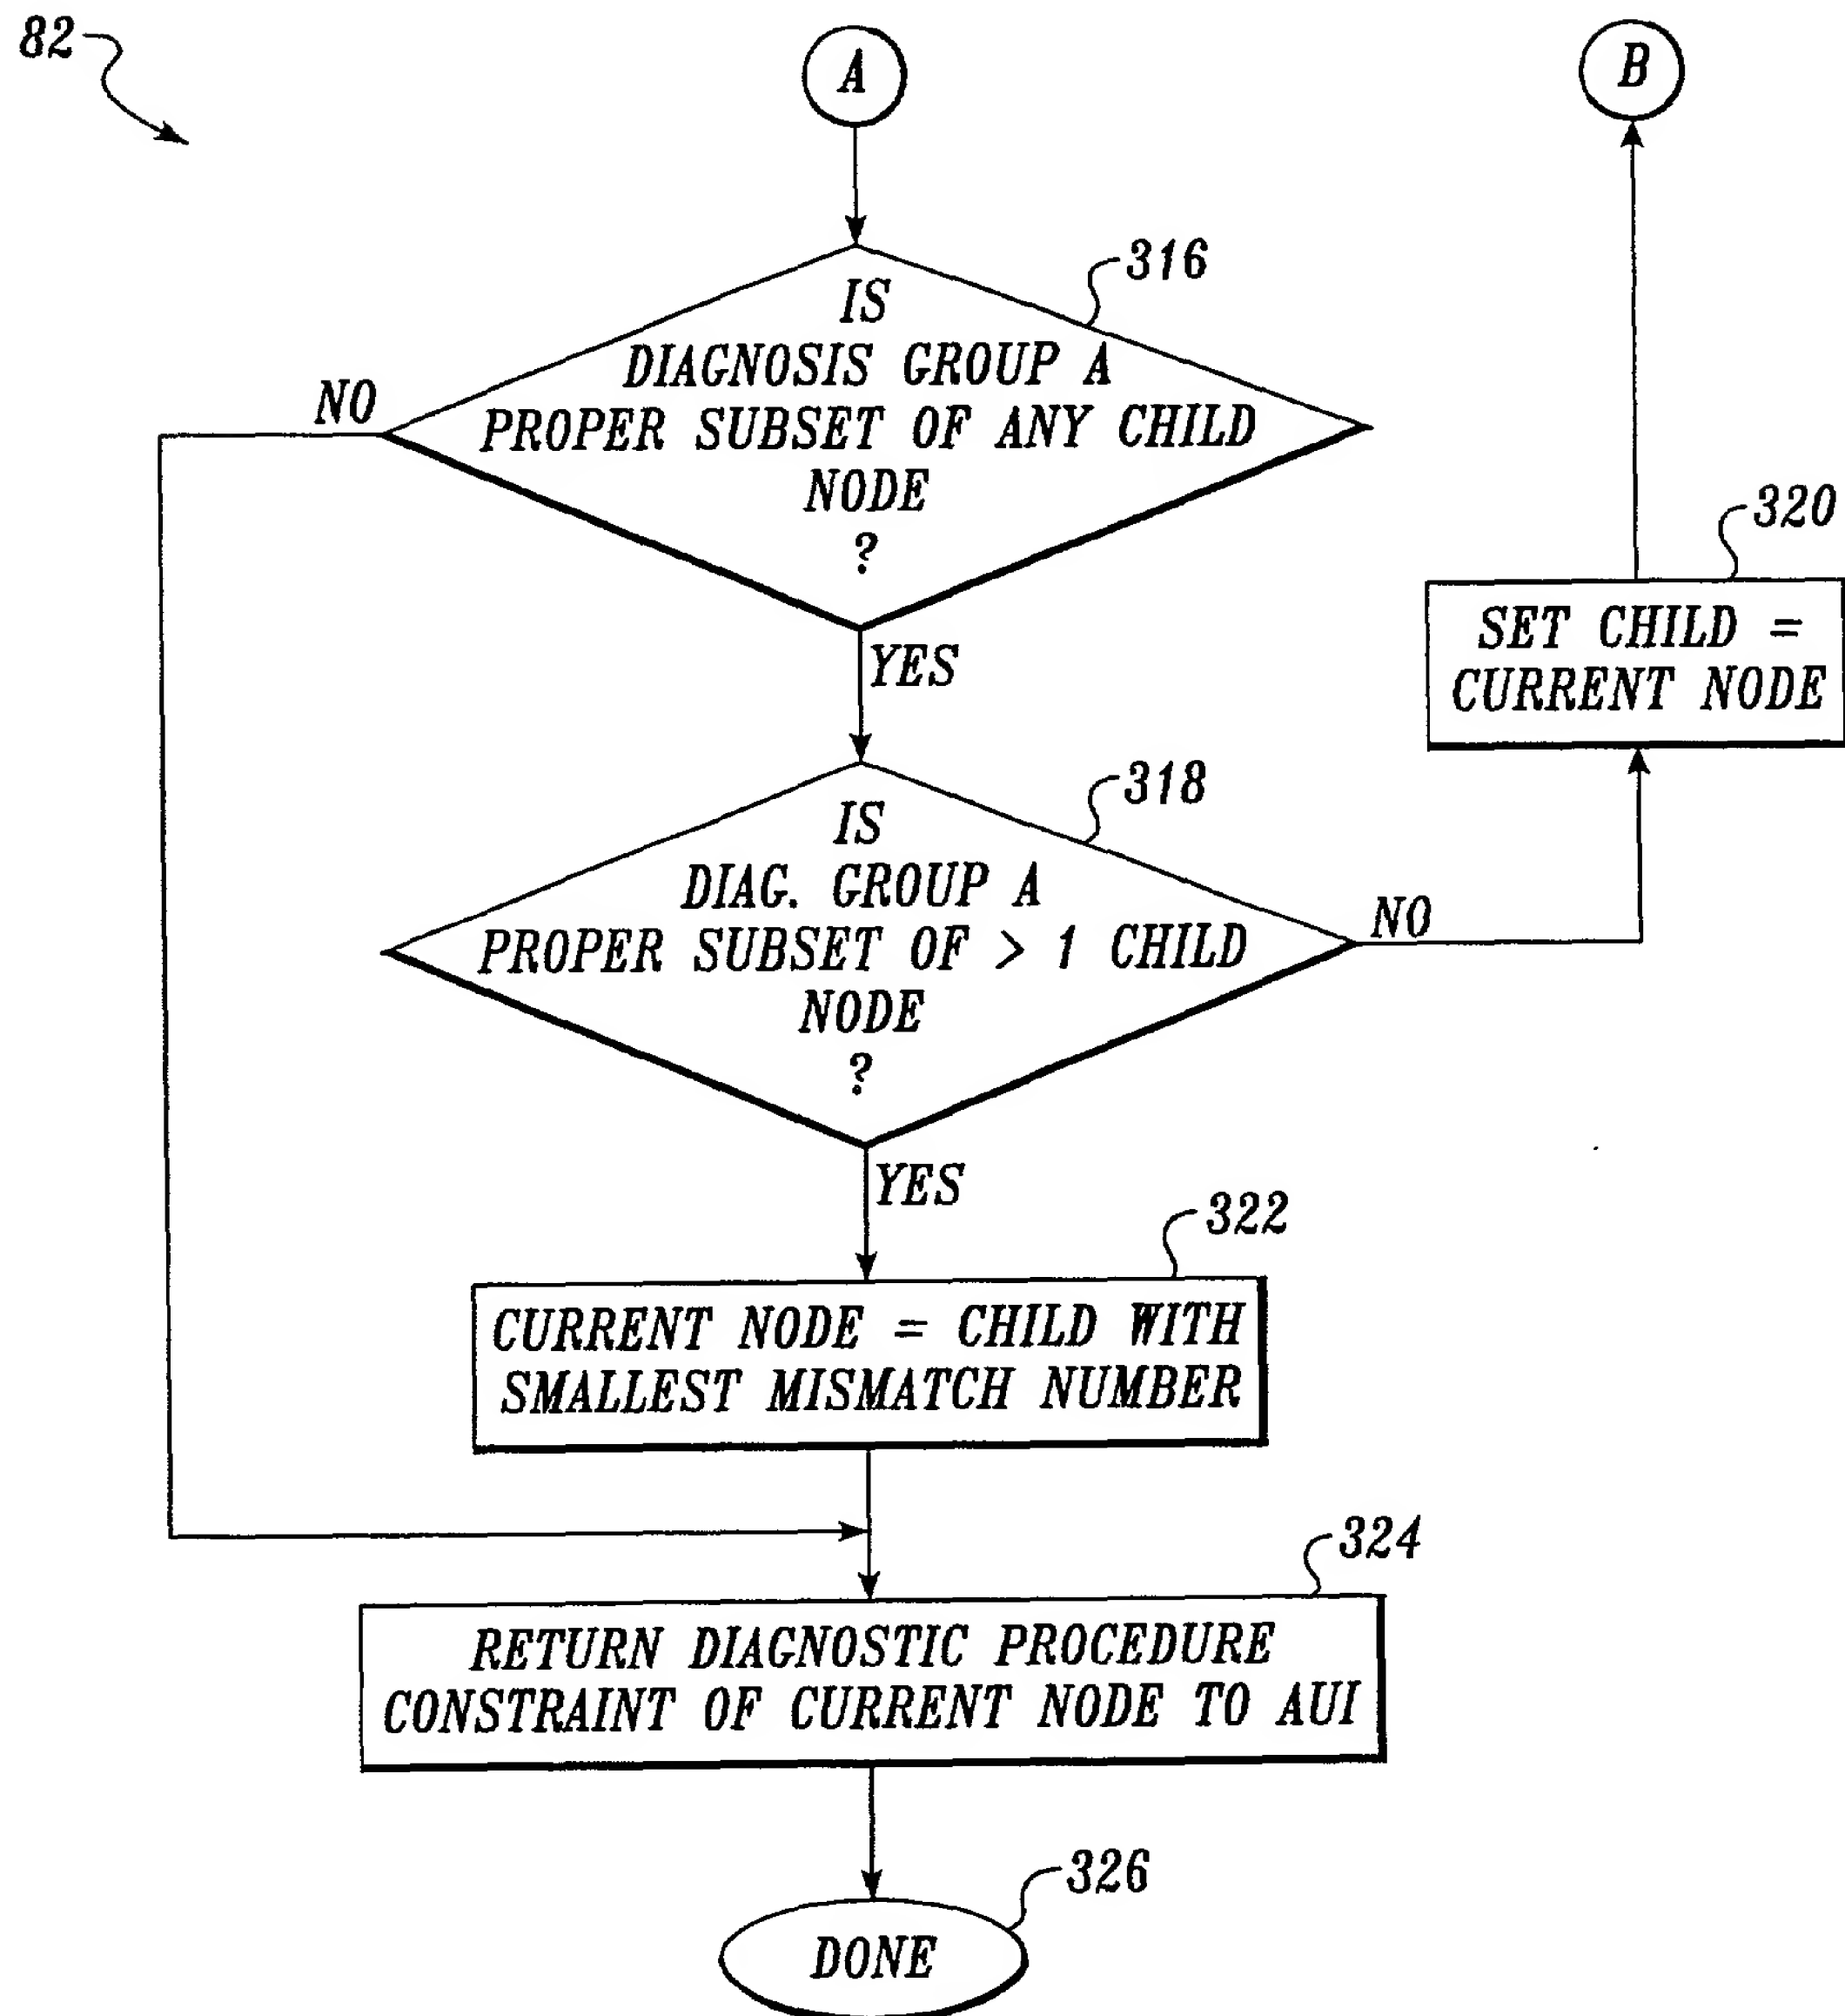 82
A
B
316
IS
DIAGNOSIS GROUP A
PROPER SUBSET OF ANY CHILD
NODE
?
NO
YES
320
SET CHILD =
CURRENT NODE
318
IS
DIAG. GROUP A
PROPER SUBSET OF > 1 CHILD
NODE
?
NO
YES
322
CURRENT NODE = CHILD WITH
SMALLEST MISMATCH NUMBER
324
RETURN DIAGNOSTIC PROCEDURE
CONSTRAINT OF CURRENT NODE TO AUI
326
DONE